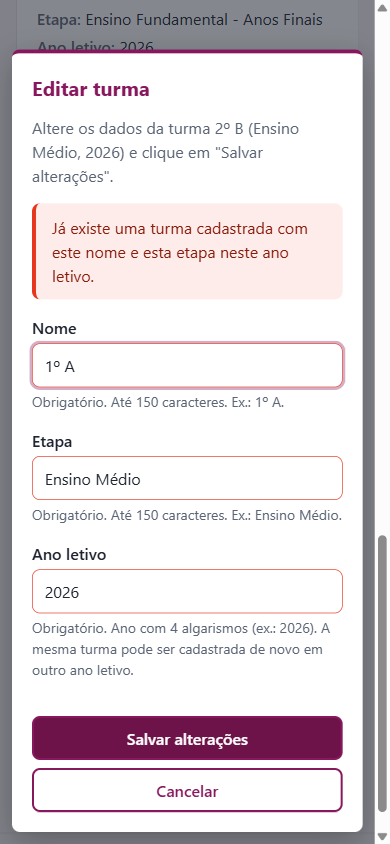 Etapa: Ensino Fundamental - Anos Finais
Ano letivo: 2026
Editar turma
Altere os dados da turma 2º B (Ensino
Médio, 2026) e clique em "Salvar
alterações".
Já existe uma turma cadastrada com
este nome e esta etapa neste ano
letivo.
Nome
1º A
Obrigatório. Até 150 caracteres. Ex.: 1º A.
Etapa
Ensino Médio
Obrigatório. Até 150 caracteres. Ex.: Ensino Médio.
Ano letivo
2026
Obrigatório. Ano com 4 algarismos (ex.: 2026). A
mesma turma pode ser cadastrada de novo em
outro ano letivo.
Salvar alterações
Cancelar